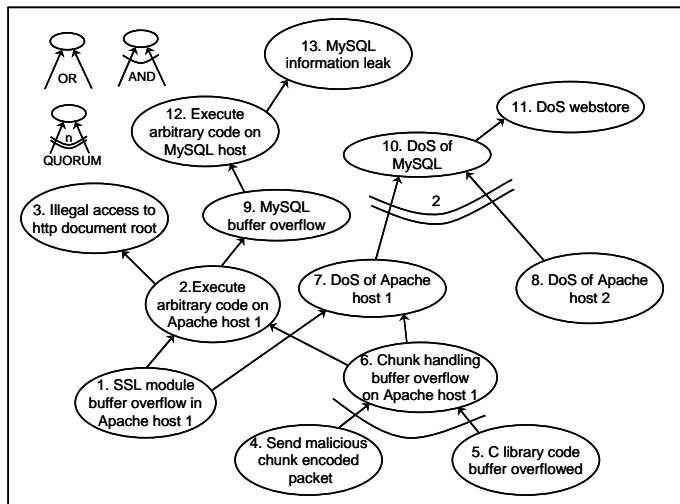 OR
AND
n
QUORUM
13. MySQL
information leak
12. Execute
arbitrary code on
MySQL host
11. DoS webstore
10. DoS of
MySQL
2
3. Illegal access to
http document root
9. MySQL
buffer overflow
2.Execute
arbitrary code on
Apache host 1
7. DoS of Apache
host 1
8. DoS of Apache
host 2
1. SSL module
buffer overflow in
Apache host 1
6. Chunk handling
buffer overflow
on Apache host 1
4. Send malicious
chunk encoded
packet
5. C library code
buffer overflowed